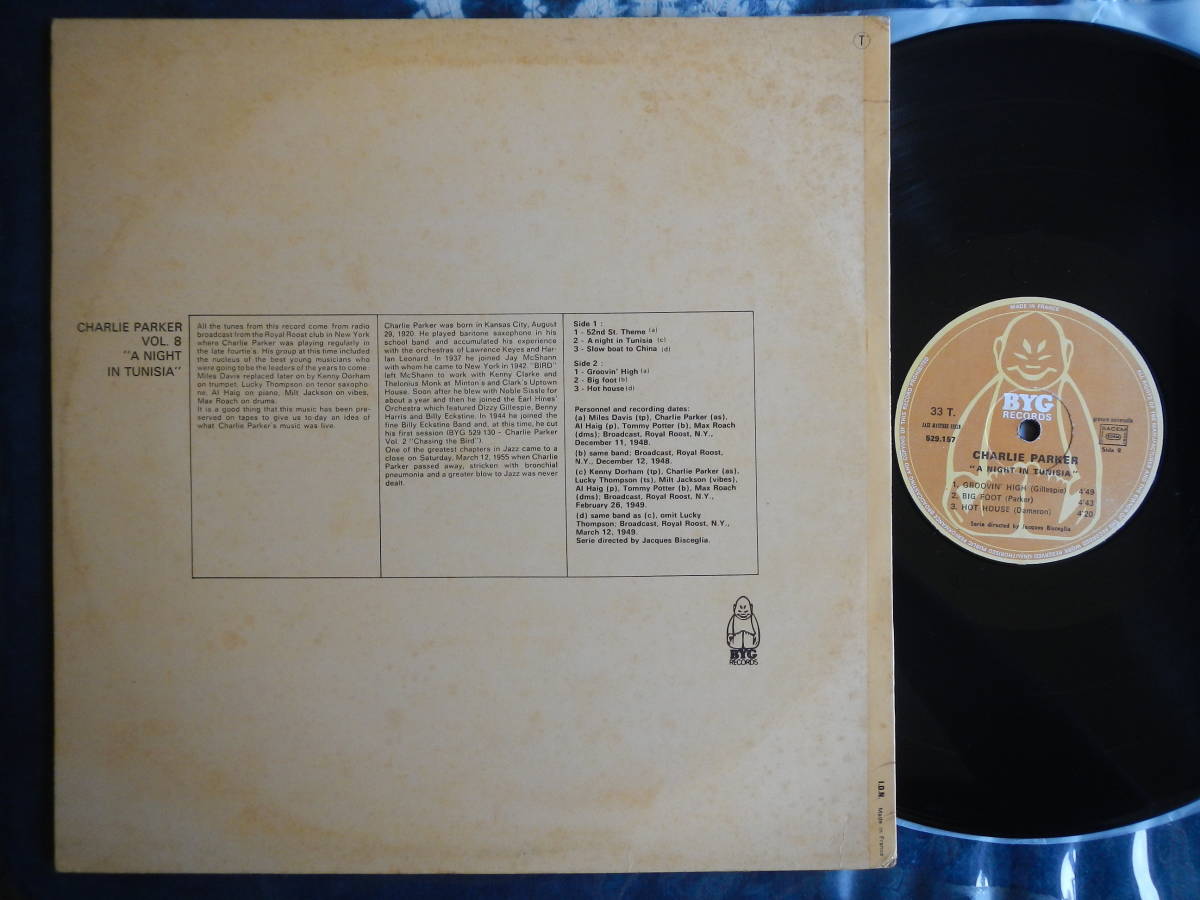 T
CHARLIE PARKER
VOL. 8
"A NIGHT
IN TUNISIA"
All the tunes from this record come from radio
broadcast from the Royal Roost club in New York
where Charlie Parker was playing regularly in
the late fourtie's. His group at this time included
the nucleus of the best young musicians who
were going to be the leaders of the years to come:
Miles Davis replaced later on by Kenny Dorham
on trumpet, Lucky Thompson on tenor saxopho-
ne, Al Haig on piano, Milt Jackson on vibes,
Max Roach on drums.
It is a good thing that this music has been pre-
served on tapes to give us to-day an idea of
what Charlie Parker's music was live.
Charlie Parker was born in Kansas City, August
29, 1920. He played baritone saxophone in his
school band and accumulated his experience
with the orchestras of Lawrence Keyes and Har-
lan Leonard. In 1937 he joined Jay McShann
with whom he came to New York in 1942. "BIRD"
left McShann to work with Kenny Clarke and
Thelonius Monk at Minton's and Clark's Uptown
House. Soon after he blew with Noble Sissle for
about a year and then he joined the Earl Hines'
Orchestra which featured Dizzy Gillespie, Benny
Harris and Billy Eckstine. In 1944 he joined the
fine Billy Eckstine Band and, at this time, he cut
his first session (BYG 529 130 - Charlie Parker
Vol. 2 "Chasing the Bird").
One of the greatest chapters in Jazz came to a
close on Saturday, March 12, 1955 when Charlie
Parker passed away, stricken with bronchial
pneumonia and a greater blow to Jazz was never
dealt.
Side 1 :
1 - 52nd St. Theme (a)
2 - A night in Tunisia (c)
3 - Slow boat to China (d)
Side 2 :
1 - Groovin' High (a)
2 - Big foot (b)
3 - Hot house (d)
Personnel and recording dates:
(a) Miles Davis (tp), Charlie Parker (as),
Al Haig (p), Tommy Potter (b), Max Roach
(dms); Broadcast, Royal Roost, N.Y.,
December 11, 1948.
(b) same band; Broadcast, Royal Roost,
N.Y., December 12, 1948.
(c) Kenny Dorham (tp), Charlie Parker (as),
Lucky Thompson (ts), Milt Jackson (vibes),
Al Haig (p), Tommy Potter (b), Max Roach
(dms); Broadcast, Royal Roost, N.Y.,
February 26, 1949.
(d) same band as (c), omit Lucky
Thompson; Broadcast, Royal Roost, N.Y.,
March 12, 1949.
Serie directed by Jacques Bisceglia.
BYG
RECORDS
I.D.N. Made in France
MADE IN FRANCE
BYG
RECORDS
33 T.
529.157
SACEM
CHARLIE PARKER
"A NIGHT IN TUNISIA"
1. GROOVIN' HIGH (Gillespie) 4'49
2. BIG FOOT (Parker) 4'43
3. HOT HOUSE (Dameron) 4'20
Serie directed by Jacques Bisceglia